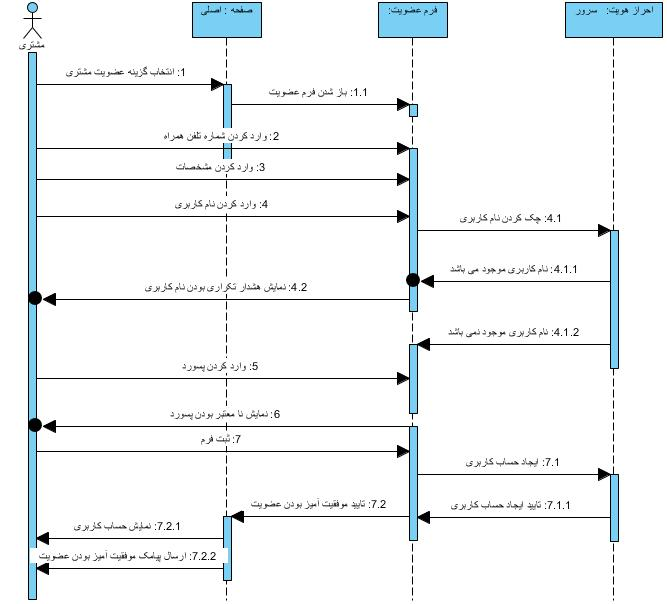 صفحه : اصلی
فرم عضویت:
احراز هویت: سرور
مشتری
1: انتخاب گزینه عضویت مشتری
1.1: باز شدن فرم عضویت
2: وارد کردن شماره تلفن همراه
3: وارد کردن مشخصات
4: وارد کردن نام کاربری
4.1: چک کردن نام کاربری
4.1.1: نام کاربری موجود می باشد
4.2: نمایش هشدار تکراری بودن نام کاربری
4.1.2: نام کاربری موجود نمی باشد
5: وارد کردن پسورد
6: نمایش نا معتبر بودن پسورد
7: ثبت فرم
7.1: ایجاد حساب کاربری
7.2: تایید موفقیت آمیز بودن عضویت
7.1.1: تایید ایجاد حساب کاربری
7.2.1: نمایش حساب کاربری
7.2.2: ارسال پیامک موفقیت آمیز بودن عضویت